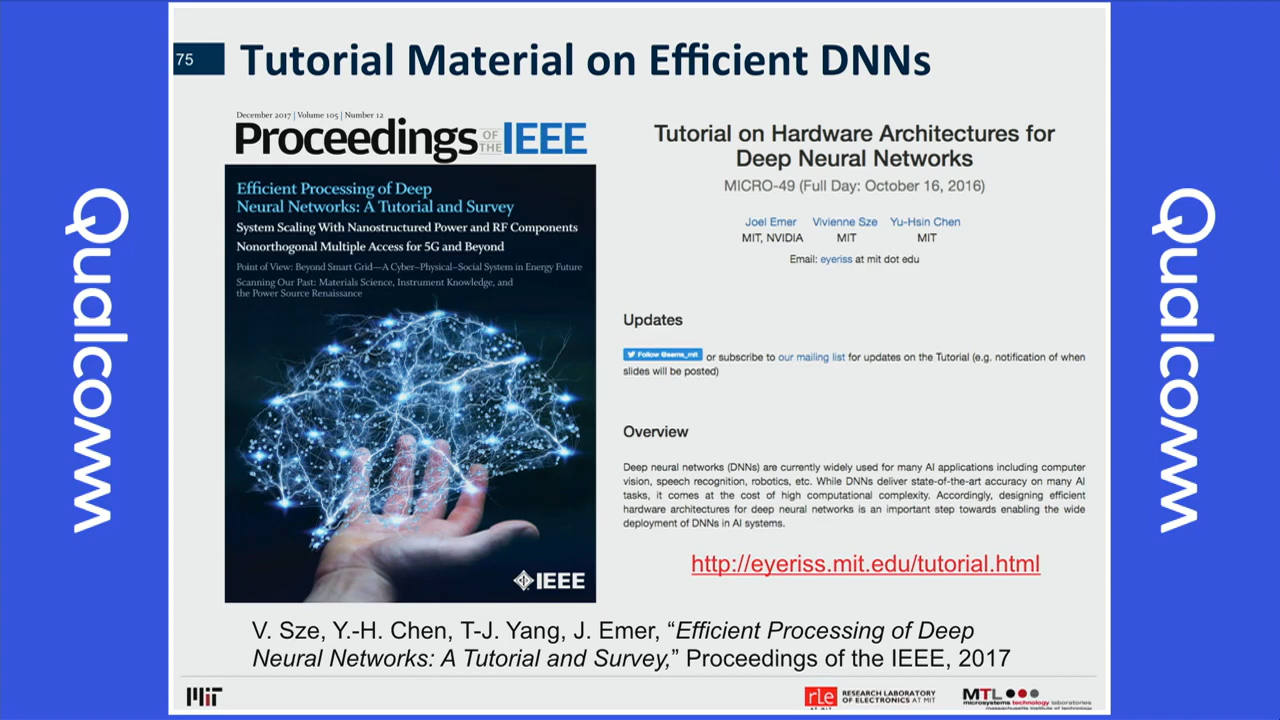 75
Tutorial Material on Efficient DNNs
December 2017 | Volume 105 | Number 12
Proceedings OF THE IEEE
Efficient Processing of Deep
Neural Networks: A Tutorial and Survey
System Scaling With Nanostructured Power and RF Components
Nonorthogonal Multiple Access for 5G and Beyond
Point of View: Beyond Smart Grid—A Cyber–Physical–Social System in Energy Future
Scanning Our Past: Materials Science, Instrument Knowledge, and
the Power Source Renaissance
IEEE
Tutorial on Hardware Architectures for
Deep Neural Networks
MICRO-49 (Full Day: October 16, 2016)
Joel Emer Vivienne Sze Yu-Hsin Chen
MIT, NVIDIA MIT MIT
Email: eyeriss at mit dot edu
Updates
Follow @eems_mit or subscribe to our mailing list for updates on the Tutorial (e.g. notification of when
slides will be posted)
Overview
Deep neural networks (DNNs) are currently widely used for many AI applications including computer
vision, speech recognition, robotics, etc. While DNNs deliver state-of-the-art accuracy on many AI
tasks, it comes at the cost of high computational complexity. Accordingly, designing efficient
hardware architectures for deep neural networks is an important step towards enabling the wide
deployment of DNNs in AI systems.
http://eyeriss.mit.edu/tutorial.html
V. Sze, Y.-H. Chen, T-J. Yang, J. Emer, “Efficient Processing of Deep
Neural Networks: A Tutorial and Survey,” Proceedings of the IEEE, 2017
MiT
rle
AT MIT
RESEARCH LABORATORY
OF ELECTRONICS AT MIT
MTL
microsystems technology laboratories
massachusetts institute of technology
Qualcomm
Qualcomm